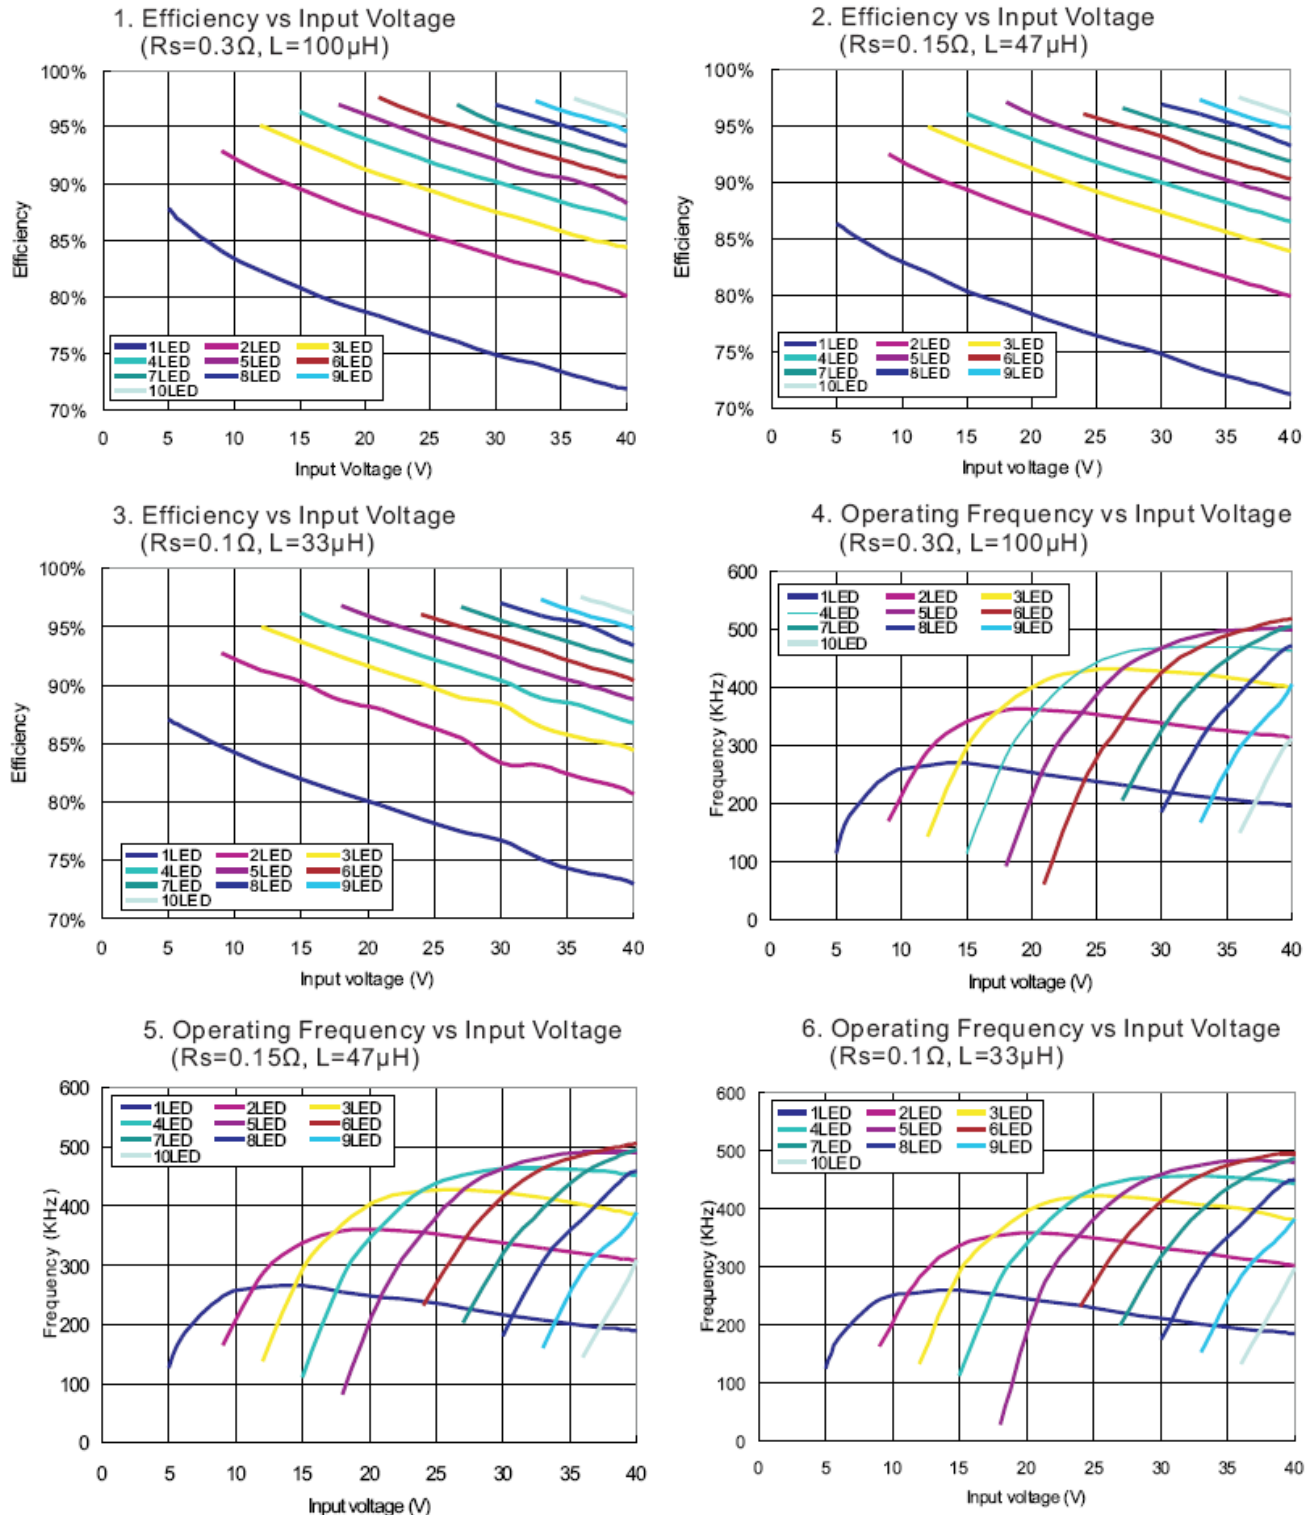 1. Efficiency vs Input Voltage
(Rs=0.3Ω, L=100µH)
100%
95%
90%
85%
80%
75%
70%
Efficiency
1LED 2LED 3LED
4LED 5LED 6LED
7LED 8LED 9LED
10LED
0 5 10 15 20 25 30 35 40
Input Voltage (V)
2. Efficiency vs Input Voltage
(Rs=0.15Ω, L=47µH)
100%
95%
90%
85%
80%
75%
70%
Efficiency
1LED 2LED 3LED
4LED 5LED 6LED
7LED 8LED 9LED
10LED
0 5 10 15 20 25 30 35 40
Input voltage (V)
3. Efficiency vs Input Voltage
(Rs=0.1Ω, L=33µH)
100%
95%
90%
85%
80%
75%
70%
Efficiency
1LED 2LED 3LED
4LED 5LED 6LED
7LED 8LED 9LED
10LED
0 5 10 15 20 25 30 35 40
Input voltage (V)
4. Operating Frequency vs Input Voltage
(Rs=0.3Ω, L=100µH)
600
500
400
300
200
100
0
Frequency (KHz)
1LED 2LED 3LED
4LED 5LED 6LED
7LED 8LED 9LED
10LED
0 5 10 15 20 25 30 35 40
Input voltage (V)
5. Operating Frequency vs Input Voltage
(Rs=0.15Ω, L=47µH)
600
500
400
300
200
100
0
Frequency (KHz)
1LED 2LED 3LED
4LED 5LED 6LED
7LED 8LED 9LED
10LED
0 5 10 15 20 25 30 35 40
Input voltage (V)
6. Operating Frequency vs Input Voltage
(Rs=0.1Ω, L=33µH)
600
500
400
300
200
100
0
Frequency (KHz)
1LED 2LED 3LED
4LED 5LED 6LED
7LED 8LED 9LED
10LED
0 5 10 15 20 25 30 35 40
Input voltage (V)